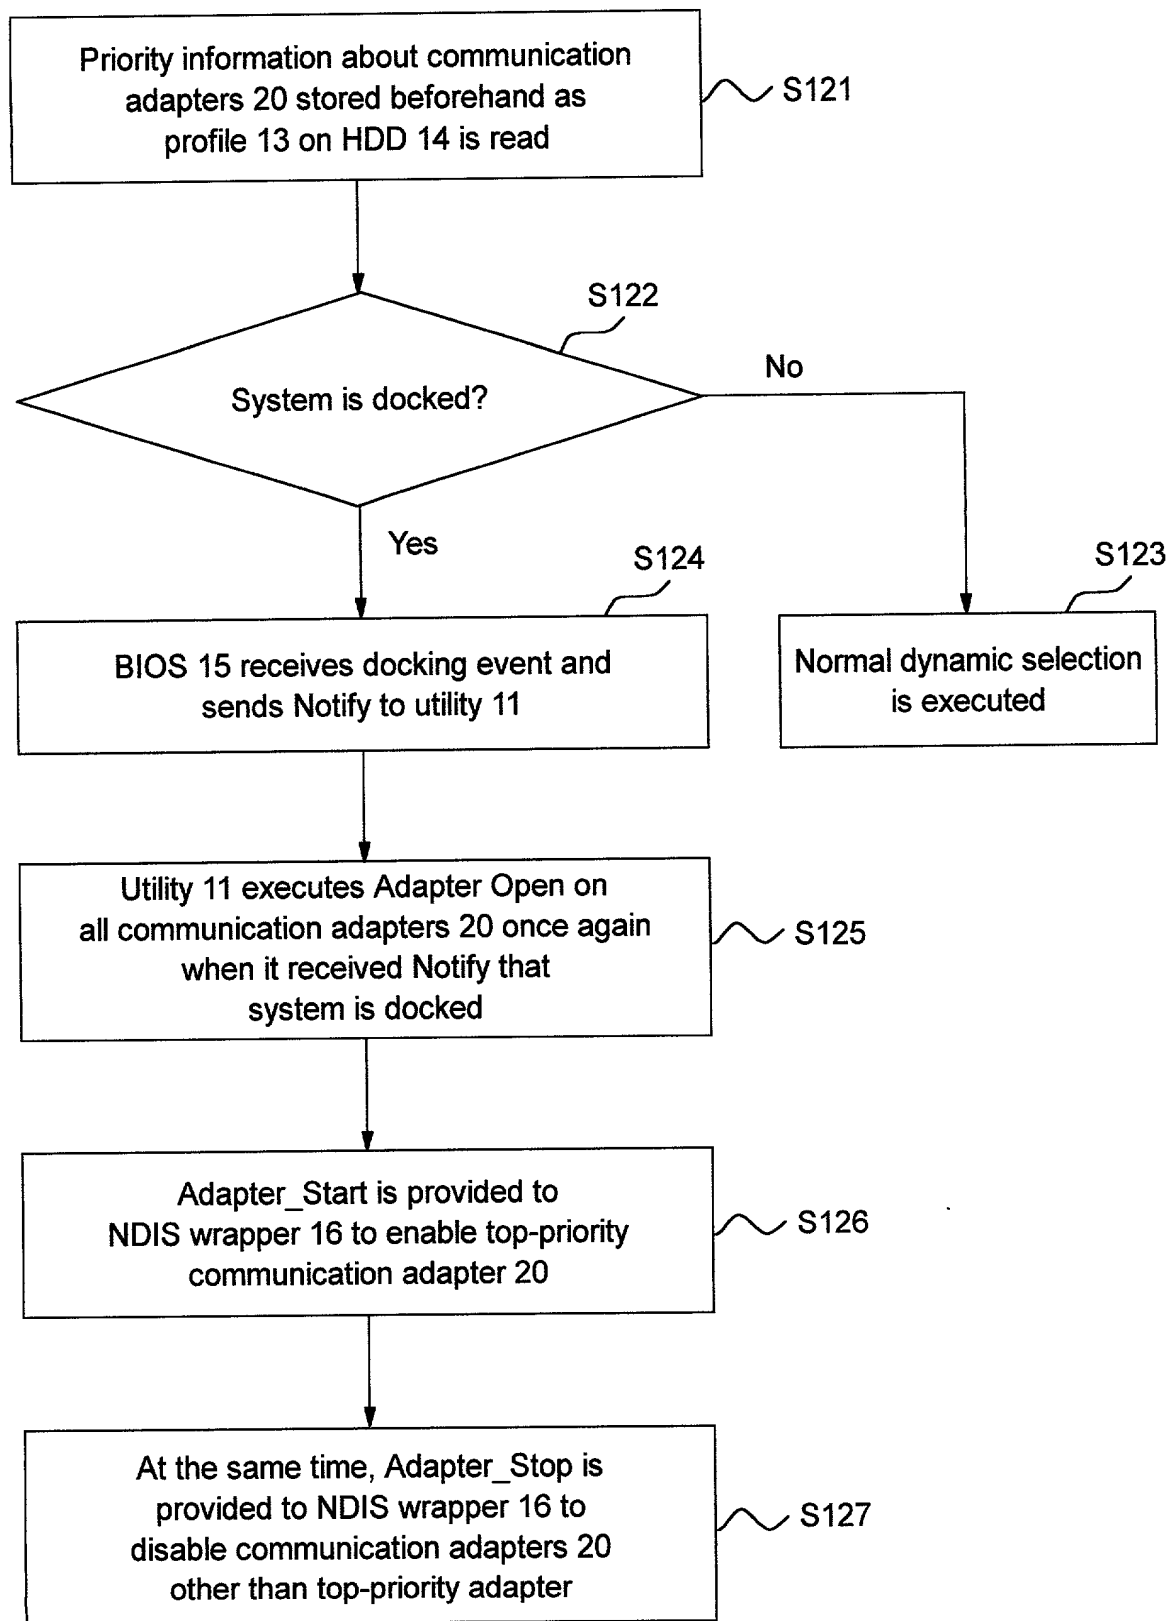 Priority information about communication
adapters 20 stored beforehand as
profile 13 on HDD 14 is read
S121
S122
System is docked?
No
Yes
S124
S123
BIOS 15 receives docking event and
sends Notify to utility 11
Normal dynamic selection
is executed
Utility 11 executes Adapter Open on
all communication adapters 20 once again
when it received Notify that
system is docked
S125
Adapter_Start is provided to
NDIS wrapper 16 to enable top-priority
communication adapter 20
S126
At the same time, Adapter_Stop is
provided to NDIS wrapper 16 to
disable communication adapters 20
other than top-priority adapter
S127